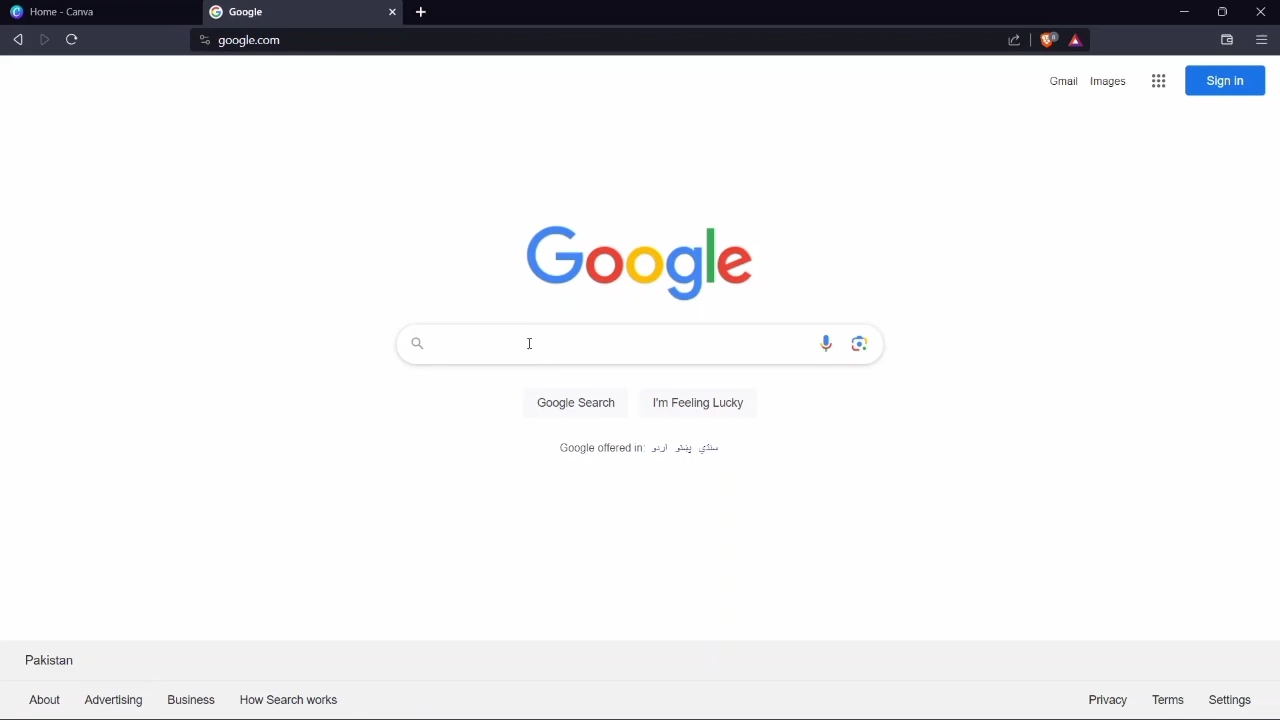 Home - Canva
Google
google.com
8
Gmail Images
Sign in
Google
Google Search
I'm Feeling Lucky
Google offered in: اردو پښتو سنڌي
Pakistan
About Advertising Business How Search works
Privacy Terms Settings